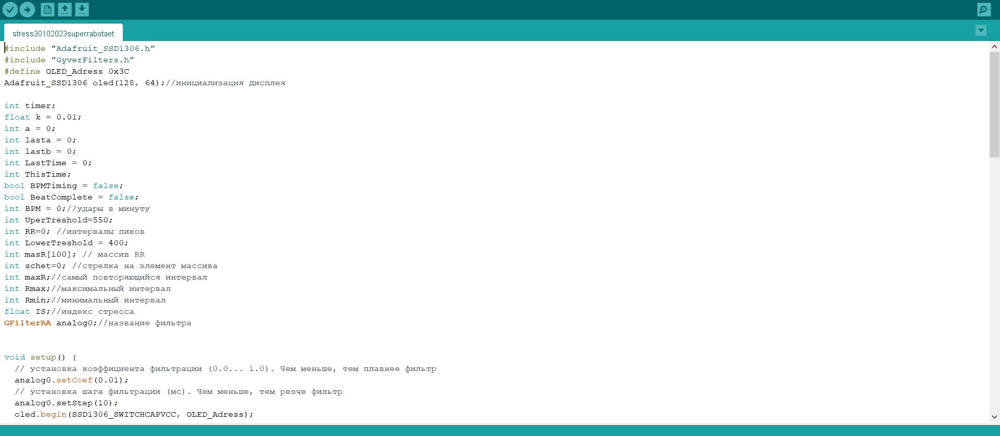 stress30102023superrabotaet
#include "Adafruit_SSD1306.h"
#include "GyverFilters.h"
#define OLED_Adress 0x3C
Adafruit_SSD1306 oled(128, 64);//инициализация дисплея
int timer;
float k = 0.01;
int a = 0;
int lasta = 0;
int lastb = 0;
int LastTime = 0;
int ThisTime;
bool BPMTiming = false;
bool BeatComplete = false;
int BPM = 0;//удары в минуту
int UperTreshold=550;
int RR=0; //интервалы пиков
int LowerTreshold = 400;
int masR[100]; // массив RR
int schet=0; //стрелка на элемент массива
int maxR;//самый повторяющийся интервал
int Rmax;//максимальный интервал
int Rmin;//минимальный интервал
float IS;//индекс стресса
GFilterRA analog0;//название фильтра
void setup() {
// установка коэффициента фильтрации (0.0... 1.0). Чем меньше, тем плавнее фильтр
analog0.setCoef(0.01);
// установка шага фильтрации (мс). Чем меньше, тем резче фильтр
analog0.setStep(10);
oled.begin(SSD1306_SWITCHCAPVCC, OLED_Adress);